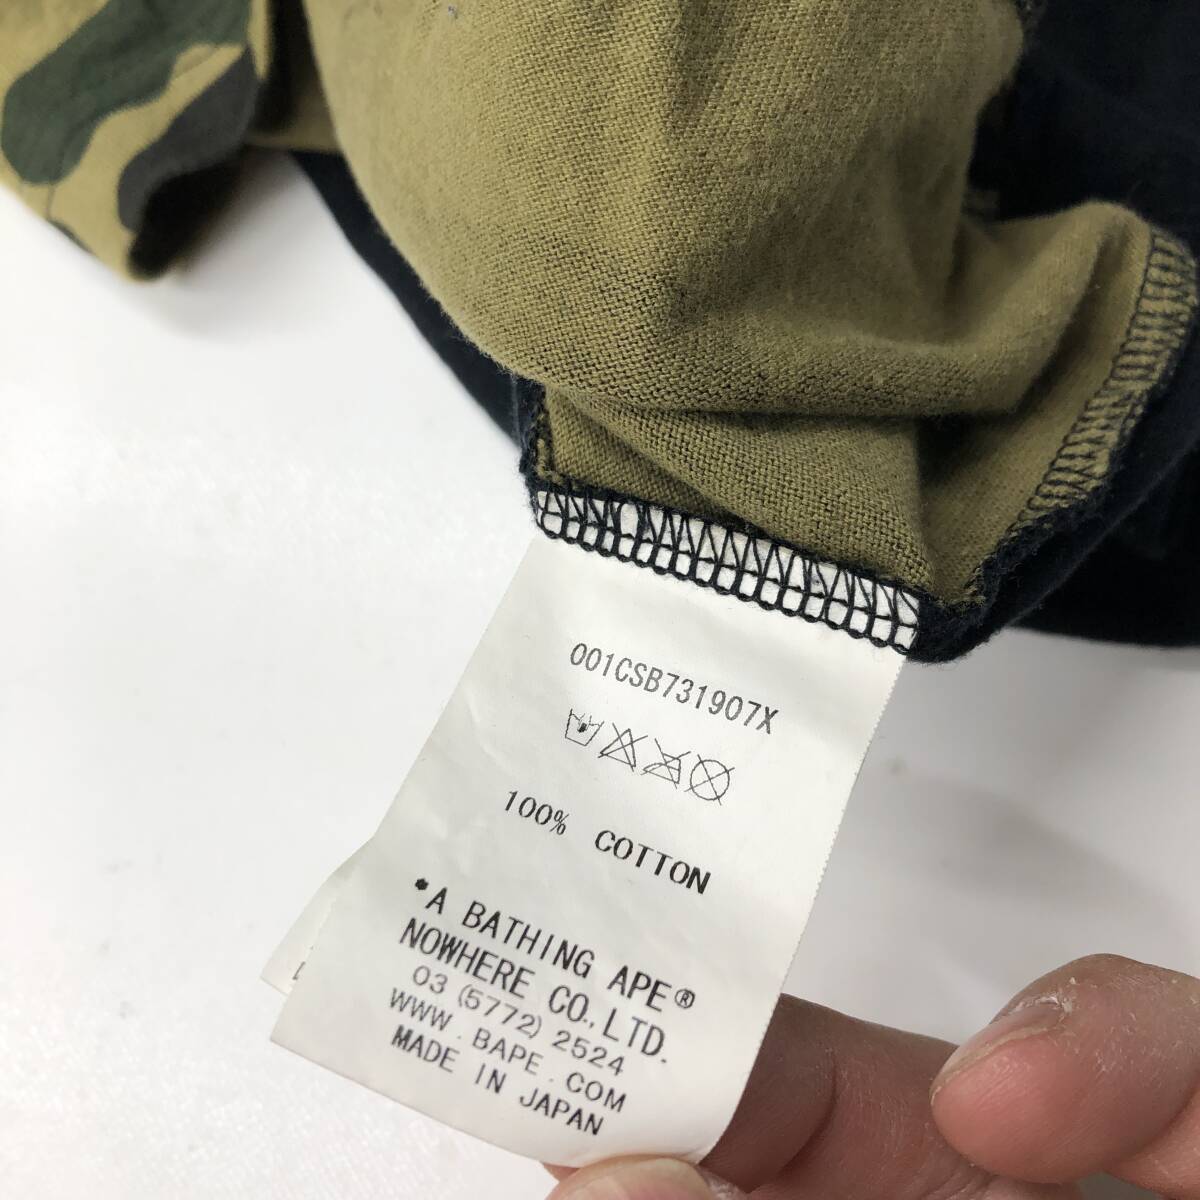 001CSB731907X
100% COTTON
*A BATHING APE®
NOWHERE CO., LTD.
03 (5772) 2524
WWW.BAPE.COM
MADE IN JAPAN